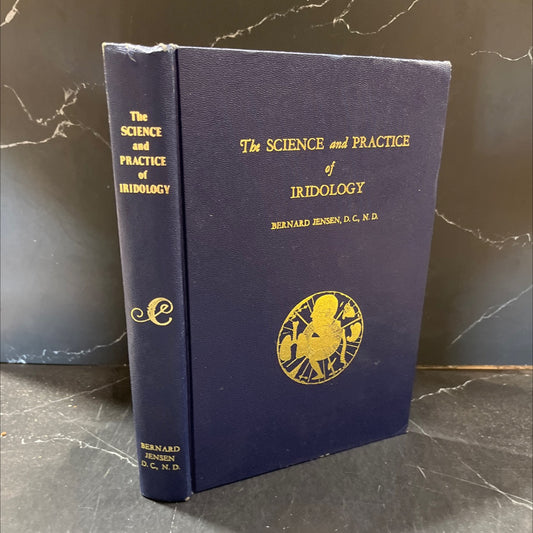 The
SCIENCE
and
PRACTICE
of
IRIDOLOGY
BERNARD
JENSEN
D. C., N. D.
The SCIENCE and PRACTICE
of
IRIDOLOGY
BERNARD JENSEN, D. C., N. D.